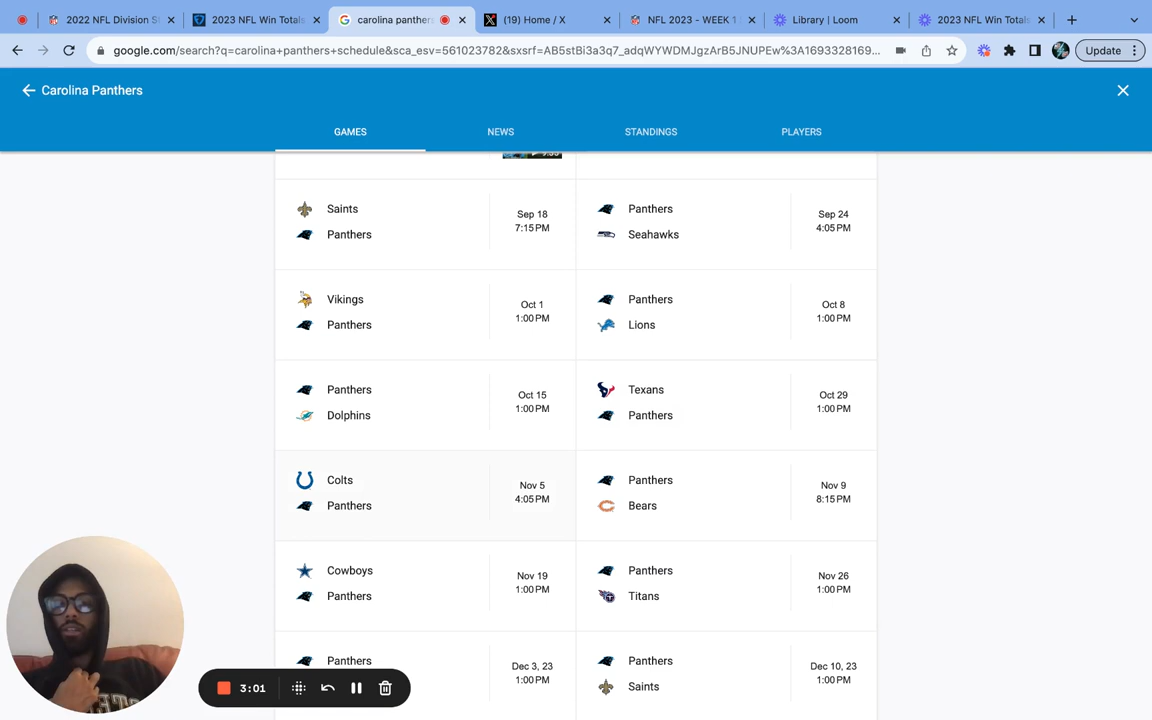 2022 NFL Division S
2023 NFL Win Totals
carolina panthers
(19) Home / X
NFL 2023 - WEEK 1
Library | Loom
2023 NFL Win Totals
google.com/search?q=carolina+panthers+schedule&sca_esv=561023782&sxsrf=AB5stBi3a3q7_adqWYWDMJgzArB5JNUPEw%3A1693328169...
Update
Carolina Panthers
GAMES
NEWS
STANDINGS
PLAYERS
Saints
Panthers
Sep 18
7:15 PM
Panthers
Seahawks
Sep 24
4:05 PM
Vikings
Panthers
Oct 1
1:00 PM
Panthers
Lions
Oct 8
1:00 PM
Panthers
Dolphins
Oct 15
1:00 PM
Texans
Panthers
Oct 29
1:00 PM
Colts
Panthers
Nov 5
4:05 PM
Panthers
Bears
Nov 9
8:15 PM
Cowboys
Panthers
Nov 19
1:00 PM
Panthers
Titans
Nov 26
1:00 PM
Panthers
Dec 3, 23
1:00 PM
Panthers
Saints
Dec 10, 23
1:00 PM
3:01